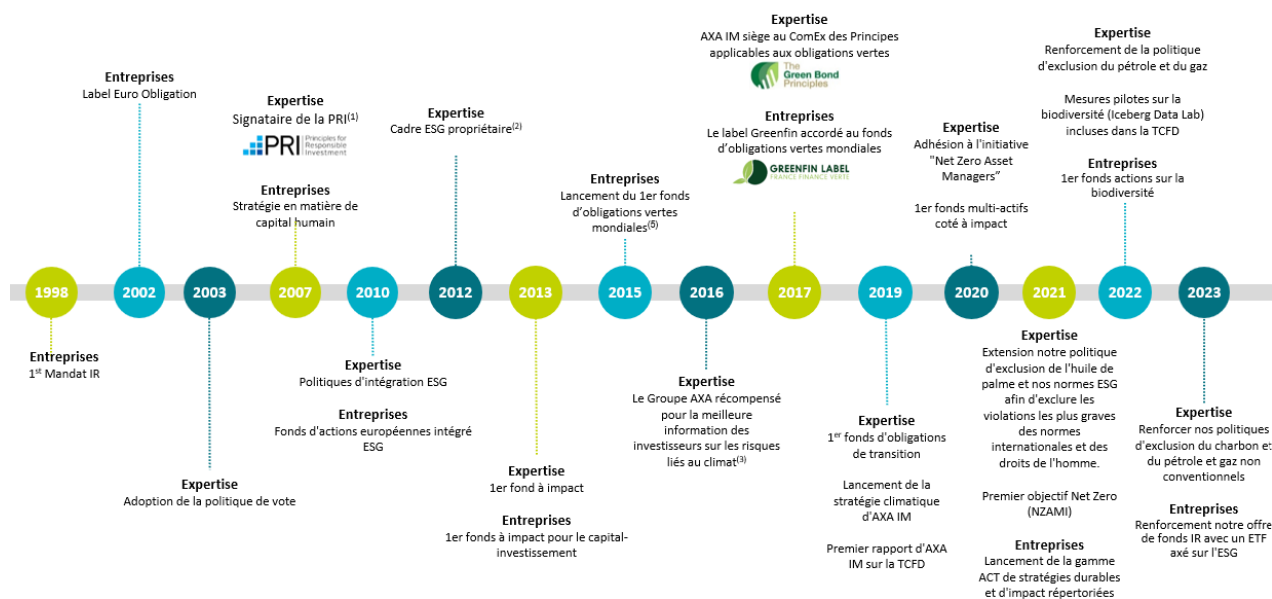 Entreprises
Label Euro Obligation
Expertise
Signataire de la PRI(1)
PRI
Principles for
Responsible
Investment
Entreprises
Stratégie en matière de
capital humain
Expertise
Cadre ESG propriétaire(2)
Entreprises
Lancement du 1er fonds
d’obligations vertes
mondiales(5)
Expertise
AXA IM siège au ComEx des Principes
applicables aux obligations vertes
The
Green Bond
Principles
Entreprises
Le label Greenfin accordé au fonds
d’obligations vertes mondiales
GREENFIN LABEL
FRANCE FINANCE VERTE
Expertise
Adhésion à l'initiative
"Net Zero Asset
Managers”
1er fonds multi-actifs
coté à impact
Expertise
Renforcement de la politique
d'exclusion du pétrole et du gaz
Mesures pilotes sur la
biodiversité (Iceberg Data Lab)
incluses dans la TCFD
Entreprises
1er fonds actions sur la
biodiversité
1998
2002
2003
2007
2010
2012
2013
2015
2016
2017
2019
2020
2021
2022
2023
Entreprises
1st Mandat IR
Expertise
Adoption de la politique de vote
Expertise
Politiques d'intégration ESG
Entreprises
Fonds d'actions européennes intégré
ESG
Expertise
1er fond à impact
Entreprises
1er fonds à impact pour le capital-
investissement
Expertise
Le Groupe AXA récompensé
pour la meilleure
information des
investisseurs sur les risques
liés au climat(3)
Expertise
1er fonds d'obligations
de transition
Lancement de la
stratégie climatique
d'AXA IM
Premier rapport d'AXA
IM sur la TCFD
Expertise
Extension notre politique
d'exclusion de l'huile de
palme et nos normes ESG
afin d'exclure les
violations les plus graves
des normes
internationales et des
droits de l'homme.
Premier objectif Net Zero
(NZAMI)
Entreprises
Lancement de la gamme
ACT de stratégies durables
et d'impact répertoriées
Expertise
Renforcer nos politiques
d'exclusion du charbon et
du pétrole et gaz non
conventionnels
Entreprises
Renforcement notre offre
de fonds IR avec un ETF
axé sur l'ESG